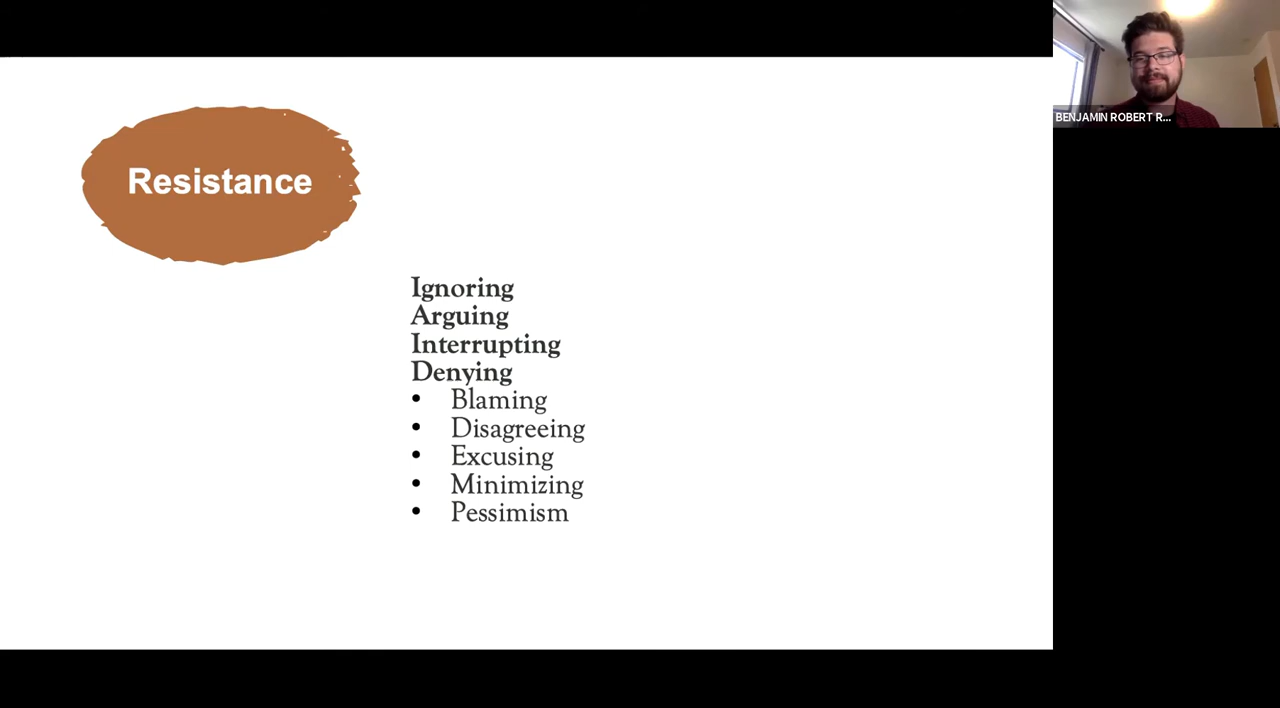 Resistance
Ignoring
Arguing
Interrupting
Denying
• Blaming
• Disagreeing
• Excusing
• Minimizing
• Pessimism
BENJAMIN ROBERT R...